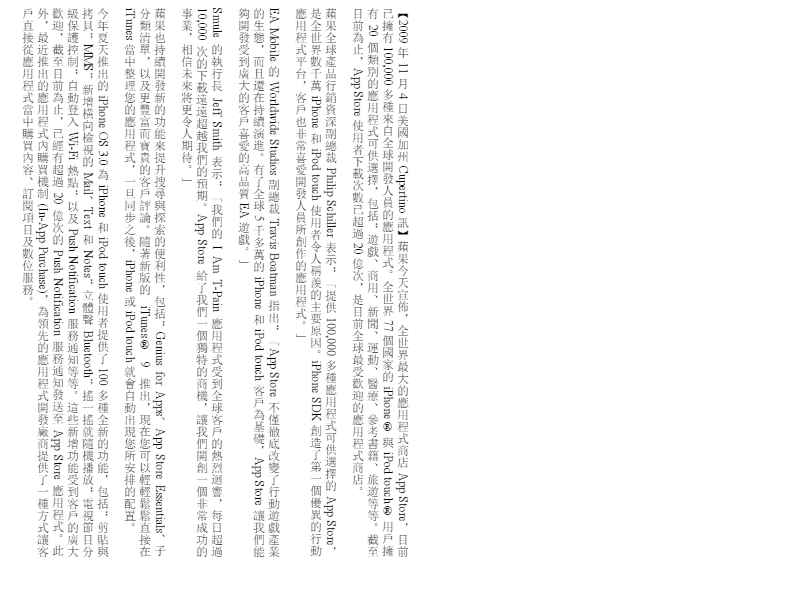 【2009 年 11 月 4 日美國加州 Cupertino 訊】蘋果今天宣佈，全世界最大的應用程式商店 App Store，目前
已擁有 100,000 多種來自全球開發人員的應用程式。全世界 77 個國家的 iPhone® 與 iPod touch® 用戶擁
有 20 個類別的應用程式可供選擇，包括：遊戲、商用、新聞、運動、醫療、參考書籍、旅遊等等。截至
目前為止，App Store 使用者下載次數已超過 20 億次，是目前全球最受歡迎的應用程式商店。
蘋果全球產品行銷資深副總裁 Philip Schiller 表示：「提供 100,000 多種應用程式可供選擇的 App Store，
是全世界數千萬 iPhone 和 iPod touch 使用者令人稱羨的主要原因。iPhone SDK 創造了第一個優異的行動
應用程式平台，客戶也非常喜愛開發人員所創作的應用程式。」
EA Mobile 的 Worldwide Studios 副總裁 Travis Boatman 指出：「App Store 不僅徹底改變了行動遊戲產業
的生態，而且還在持續演進。有了全球 5 千多萬的 iPhone 和 iPod touch 客戶為基礎，App Store 讓我們能
夠開發受到廣大的客戶喜愛的高品質 EA 遊戲。」
Smule 的執行長 Jeff Smith 表示：「我們的 I Am T-Pain 應用程式受到全球客戶的熱烈迴響，每日超過
10,000 次的下載遠遠超越我們的預期。App Store 給了我們一個獨特的商機，讓我們開創一個非常成功的
事業，相信未來將更令人期待。」
蘋果也持續開發新的功能來提升搜尋與探索的便利性，包括：Genius for Apps、App Store Essentials、子
分類清單，以及更豐富而寶貴的客戶評論。隨著新版的 iTunes® 9 推出，現在您可以輕輕鬆鬆直接在
iTunes 當中整理您的應用程式，一旦同步之後，iPhone 或 iPod touch 就會自動出現您所安排的配置。
今年夏天推出的 iPhone OS 3.0 為 iPhone 和 iPod touch 使用者提供了 100 多種全新的功能，包括：剪貼與
拷貝：MMS：新增橫向檢視的 Mail、Text 和 Notes：立體聲 Bluetooth：搖一搖就隨機播放：電視節目分
級保護控制：自動登入 Wi-Fi 熱點：以及 Push Notification 服務通知等等。這些新增功能受到客戶的廣大
歡迎，截至目前為止，已經有超過 20 億次的 Push Notification 服務通知發送至 App Store 應用程式。此
外，最近推出的應用程式內購買機制 (In-App Purchase)，為領先的應用程式開發廠商提供了一種方式讓客
戶直接從應用程式當中購買內容、訂閱項目及數位服務。